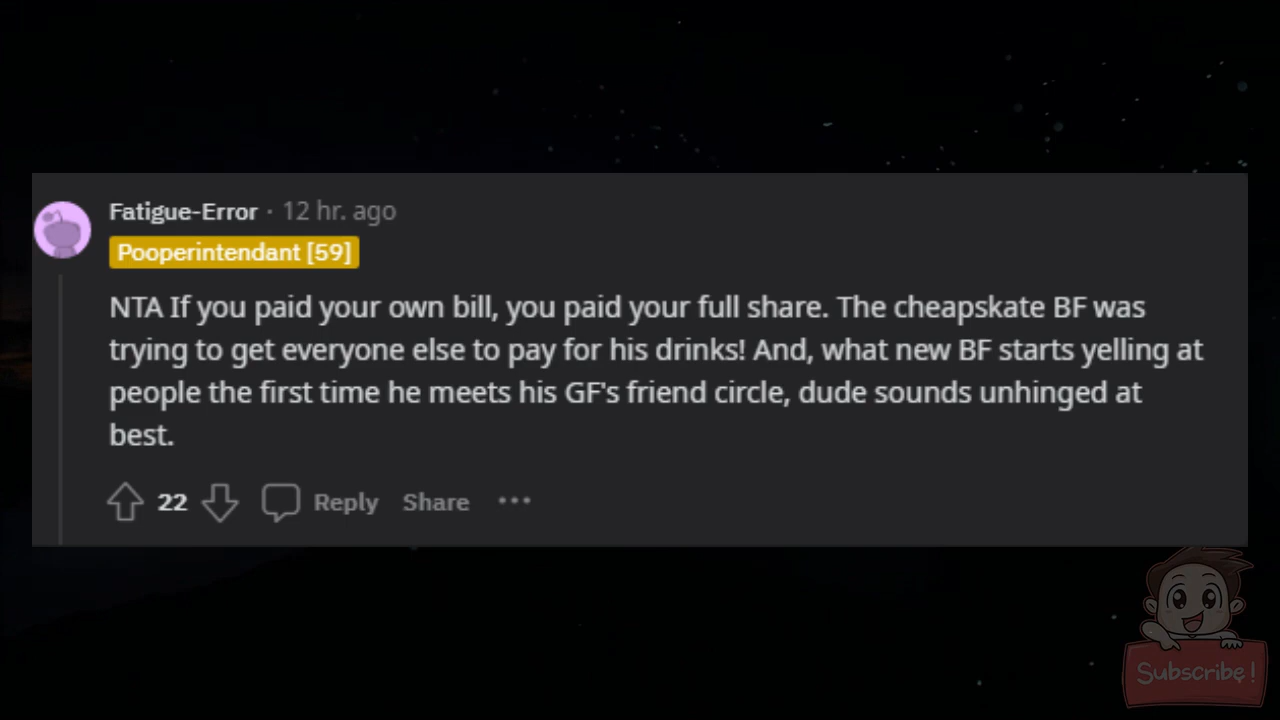 Fatigue-Error · 12 hr. ago
Pooperintendant [59]
NTA If you paid your own bill, you paid your full share. The cheapskate BF was
trying to get everyone else to pay for his drinks! And, what new BF starts yelling at
people the first time he meets his GF's friend circle, dude sounds unhinged at
best.
22 Reply Share ···
Subscribe!